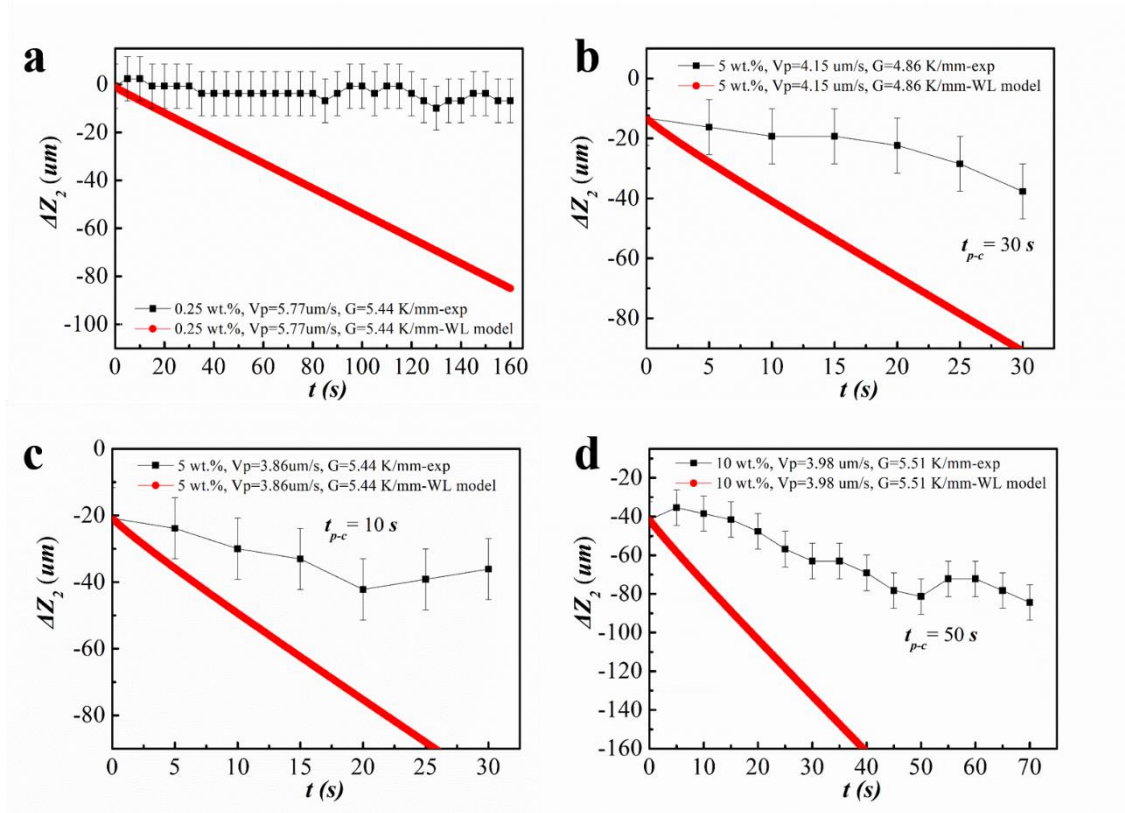 a
ΔZ2 (um)
0
-20
-40
-60
-80
-100
0.25 wt.%, Vp=5.77um/s, G=5.44 K/mm-exp
0.25 wt.%, Vp=5.77um/s, G=5.44 K/mm-WL model
0 20 40 60 80 100 120 140 160
t (s)
b
ΔZ2 (um)
0
-20
-40
-60
-80
5 wt.%, Vp=4.15 um/s, G=4.86 K/mm-exp
5 wt.%, Vp=4.15 um/s, G=4.86 K/mm-WL model
tp-c= 30 s
0 5 10 15 20 25 30
t (s)
c
ΔZ2 (um)
0
-20
-40
-60
-80
5 wt.%, Vp=3.86um/s, G=5.44 K/mm-exp
5 wt.%, Vp=3.86um/s, G=5.44 K/mm-WL model
tp-c= 10 s
0 5 10 15 20 25 30
t (s)
d
ΔZ2 (um)
-20
-40
-60
-80
-100
-120
-140
-160
10 wt.%, Vp=3.98 um/s, G=5.51 K/mm-exp
10 wt.%, Vp=3.98 um/s, G=5.51 K/mm-WL model
tp-c= 50 s
0 10 20 30 40 50 60 70
t (s)